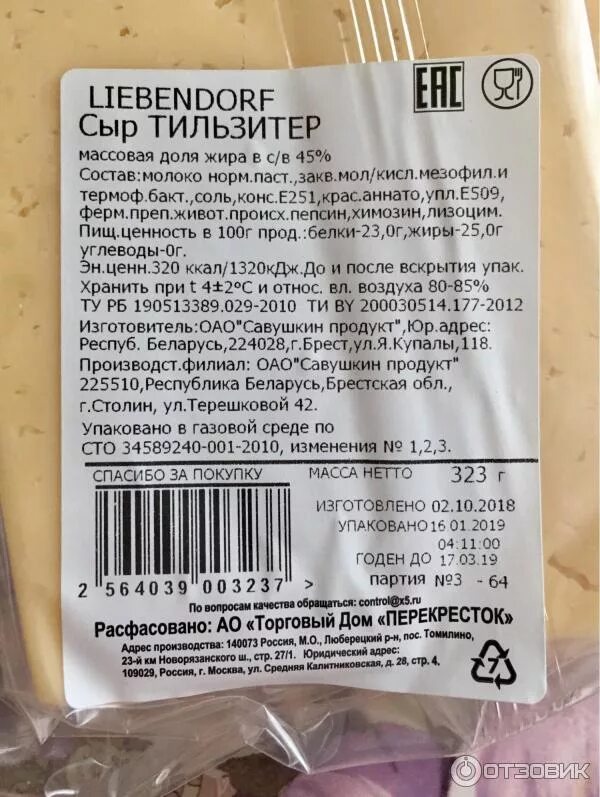 EAC
LIEBENDORF
Сыр ТИЛЬЗИТЕР
массовая доля жира в с/в 45%
Состав:молоко норм.паст.,закв.мол/кисл.мезофил.и
термоф.бакт.,соль,конс.Е251,крас.аннато,упл.Е509,
ферм.преп.живот.происх.пепсин,химозин,лизоцим.
Пищ.ценность в 100г прод.:белки-23,0г,жиры-25,0г
углеводы-0г.
Эн.ценн.320 ккал/1320кДж.До и после вскрытия упак.
Хранить при t 4±2°С и относ. вл. воздуха 80-85%
ТУ РБ 190513389.029-2010 ТИ BY 200030514.177-2012
Изготовитель:ОАО"Савушкин продукт",Юр.адрес:
Респуб. Беларусь,224028,г.Брест,ул.Я.Купалы,118.
Производст.филиал: ОАО"Савушкин продукт"
225510,Республика Беларусь,Брестская обл.,
г.Столин, ул.Терешковой 42.
Упаковано в газовой среде по
СТО 34589240-001-2010, изменения № 1,2,3.
СПАСИБО ЗА ПОКУПКУ
МАССА НЕТТО 323 г
ИЗГОТОВЛЕНО 02.10.2018
УПАКОВАНО 16 01.2019
04:11:00
ГОДЕН ДО 17.03.19
партия №3 - 64
2 564039 003237 >
По вопросам качества обращаться: control@x5.ru
Расфасовано: АО «Торговый Дом «ПЕРЕКРЕСТОК»
Адрес производства: 140073 Россия, М.О., Люберецкий р-н, пос. Томилино,
23-й км Новорязанского ш., стр. 27/1. Юридический адрес:
109029, Россия, г. Москва, ул. Средняя Калитниковская, д. 28, стр. 4.
7
ОТЗОВИК